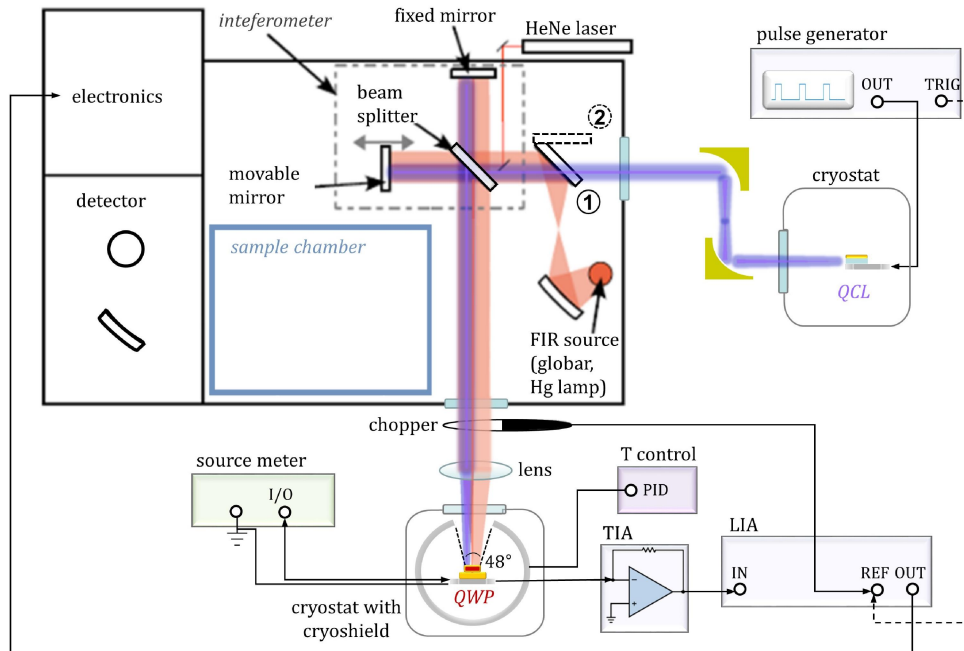 fixed mirror
inteferometer
HeNe laser
pulse generator
OUT
TRIG
electronics
beam
splitter
2
movable
mirror
1
cryostat
detector
sample chamber
QCL
FIR source
(globar,
Hg lamp)
chopper
source meter
lens
T control
I/O
PID
TIA
LIA
48°
IN
REF
OUT
QWP
cryostat with
cryoshield